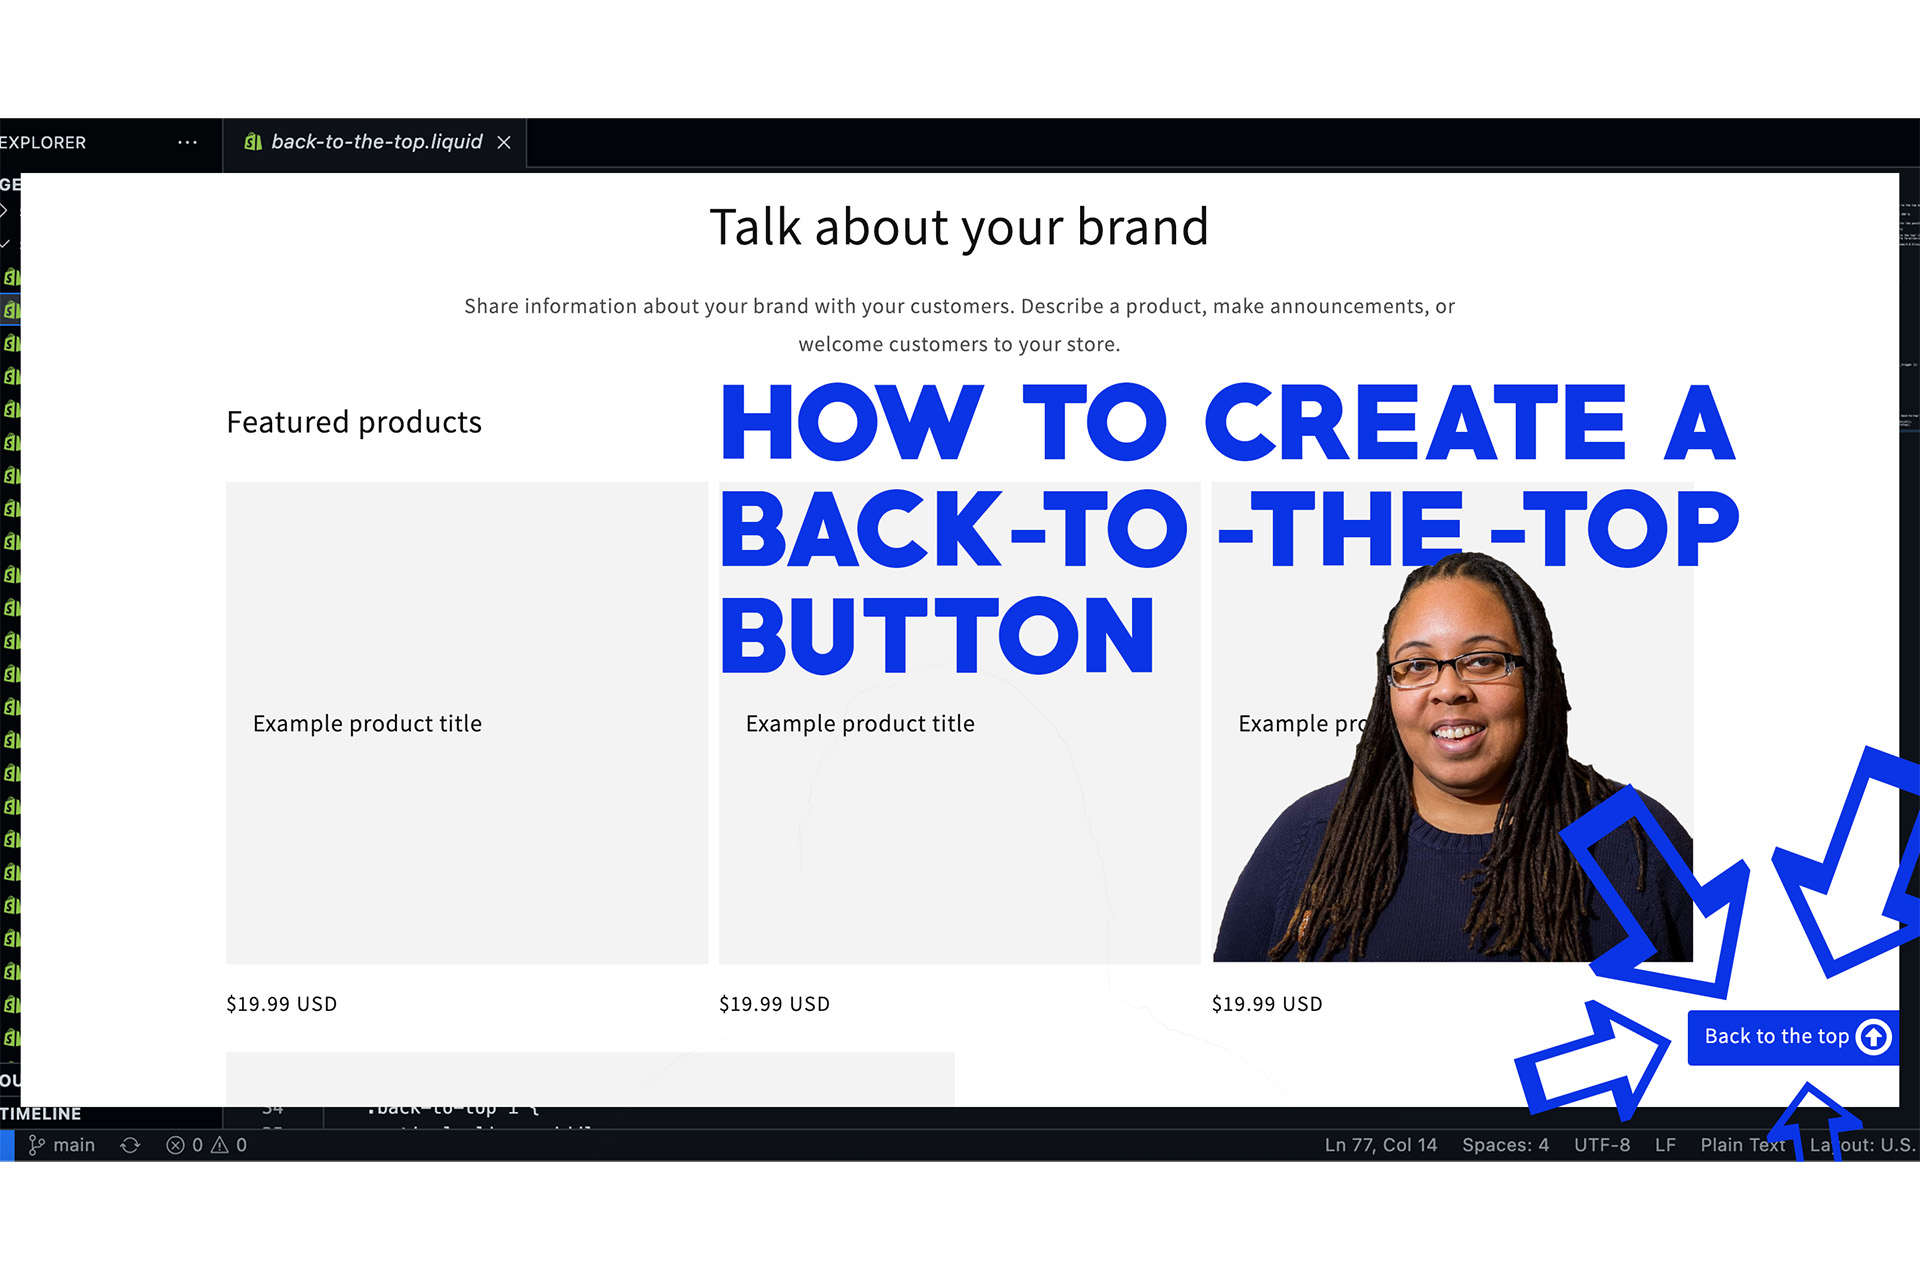 EXPLORER
back-to-the-top.liquid
GE
Talk about your brand
Share information about your brand with your customers. Describe a product, make announcements, or
welcome customers to your store.
Featured products
HOW TO CREATE A
BACK-TO -THE -TOP
BUTTON
Example product title
Example product title
Example pro
$19.99 USD
$19.99 USD
$19.99 USD
Back to the top
OU
TIMELINE
34 .back-to-top i {
main 0 0
Ln 77, Col 14 Spaces: 4 UTF-8 LF Plain Text Layout: U.S.